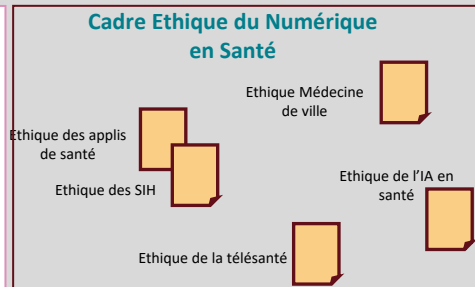 Cadre Ethique du Numérique
en Santé
Ethique Médecine
de ville
Ethique des applis
de santé
Ethique des SIH
Ethique de l'IA en
santé
Ethique de la télésanté